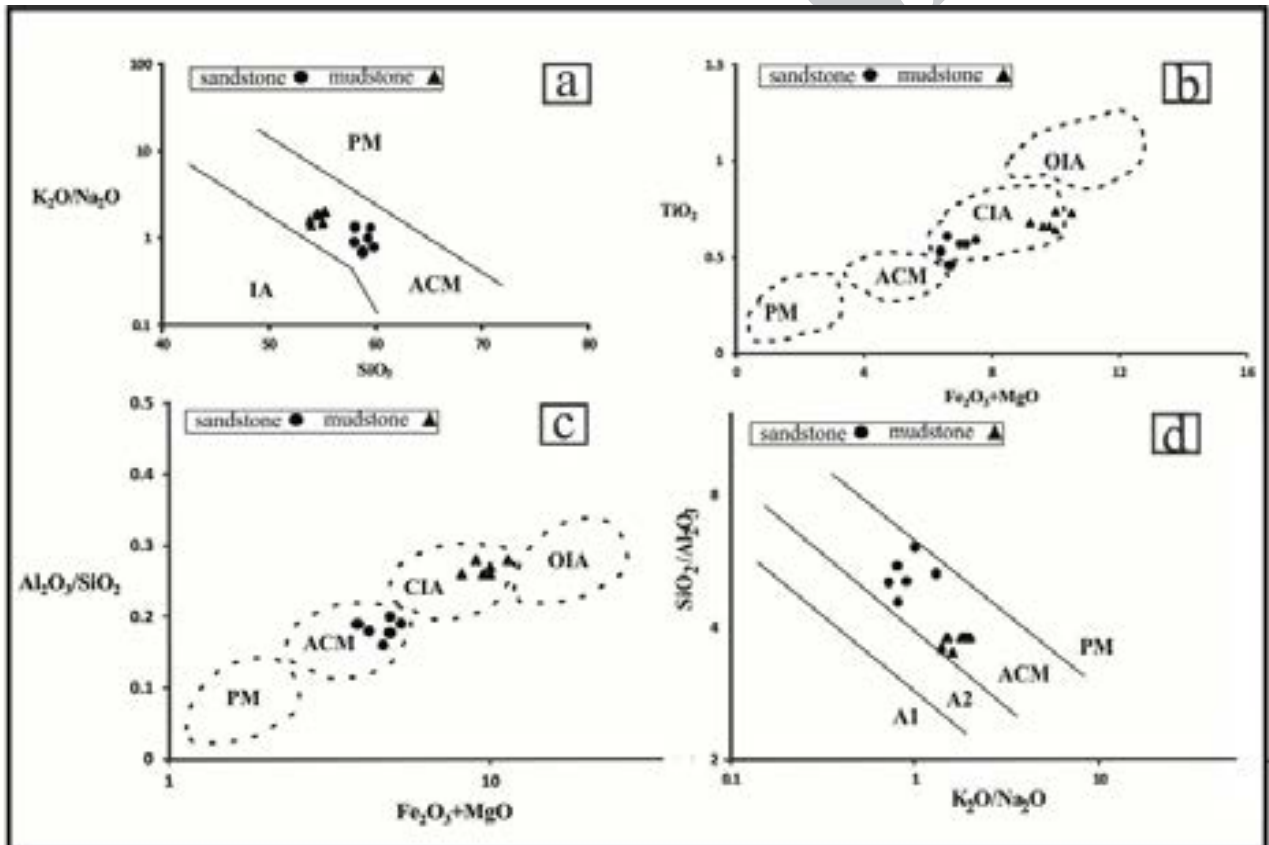 sandstone ● mudstone ▲
a
100
10
1
0.1
K₂O/Na₂O
PM
IA
ACM
40 50 60 70 80
SiO₂
sandstone ● mudstone ▲
b
1.5
1
0.5
0
TiO₂
OIA
CIA
ACM
PM
0 4 8 12 16
Fe₂O₃+MgO
sandstone ● mudstone ▲
c
0.5
0.4
0.3
0.2
0.1
0
Al₂O₃/SiO₂
OIA
CIA
ACM
PM
1 10
Fe₂O₃+MgO
sandstone ● mudstone ▲
d
8
4
2
SiO₂/Al₂O₃
PM
ACM
A2
A1
0.1 1 10
K₂O/Na₂O